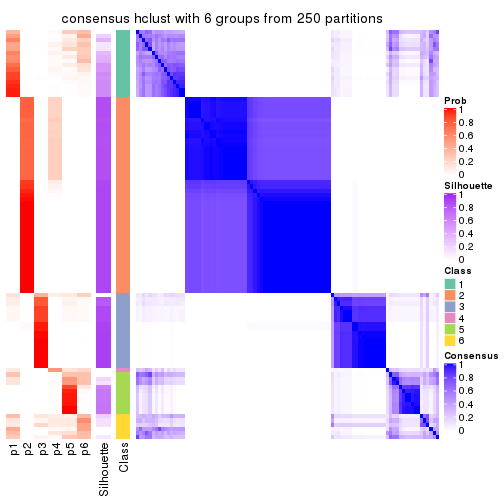 consensus hclust with 6 groups from 250 partitions
Prob
1
0.8
0.6
0.4
0.2
0
Silhouette
1
0.8
0.6
0.4
0.2
0
Class
1
2
3
4
5
6
Consensus
1
0.8
0.6
0.4
0.2
0
p1
p2
p3
p4
p5
p6
Silhouette
Class